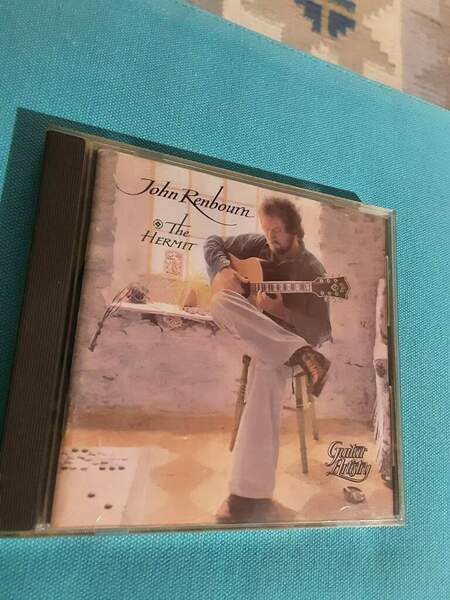 John Renbourn
The
HERMIT
Guitar
Artistry